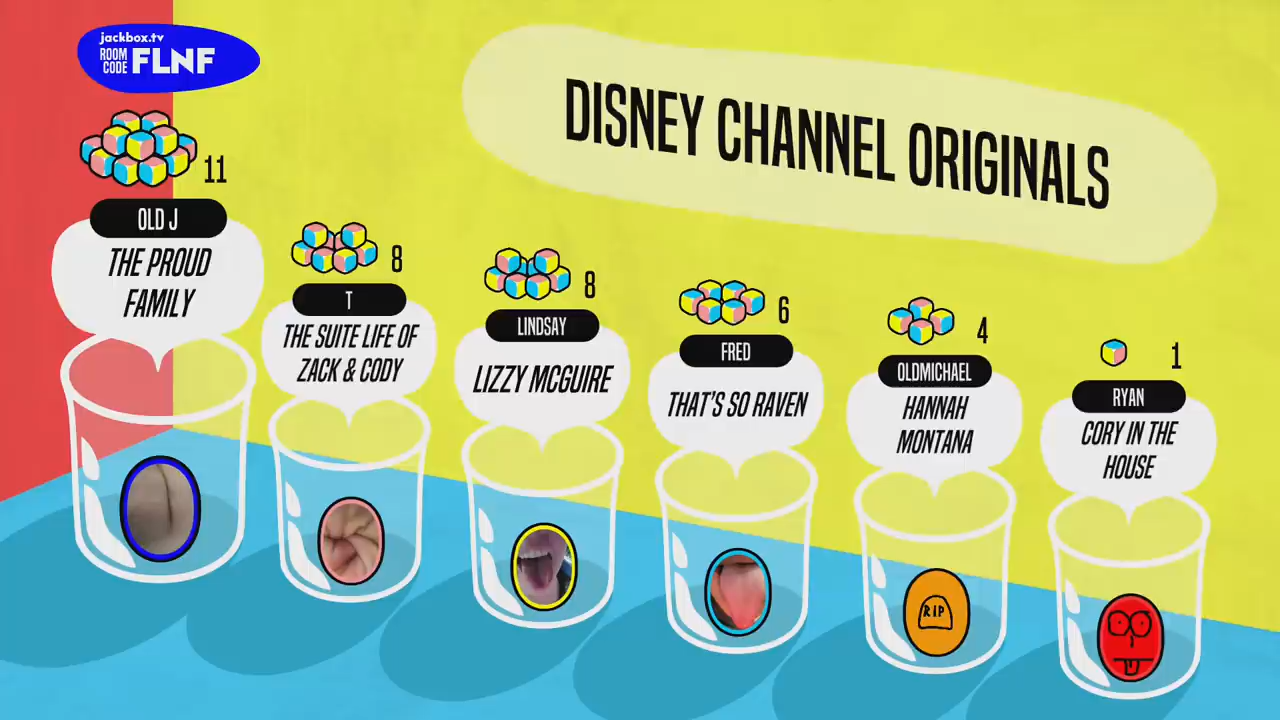 jackbox.tv
ROOM CODE FLNF
DISNEY CHANNEL ORIGINALS
11
OLD J
THE PROUD
FAMILY
8
T
THE SUITE LIFE OF
ZACK & CODY
8
LINDSAY
LIZZY MCGUIRE
6
FRED
THAT'S SO RAVEN
4
OLDMICHAEL
HANNAH
MONTANA
RIP
1
RYAN
CORY IN THE
HOUSE